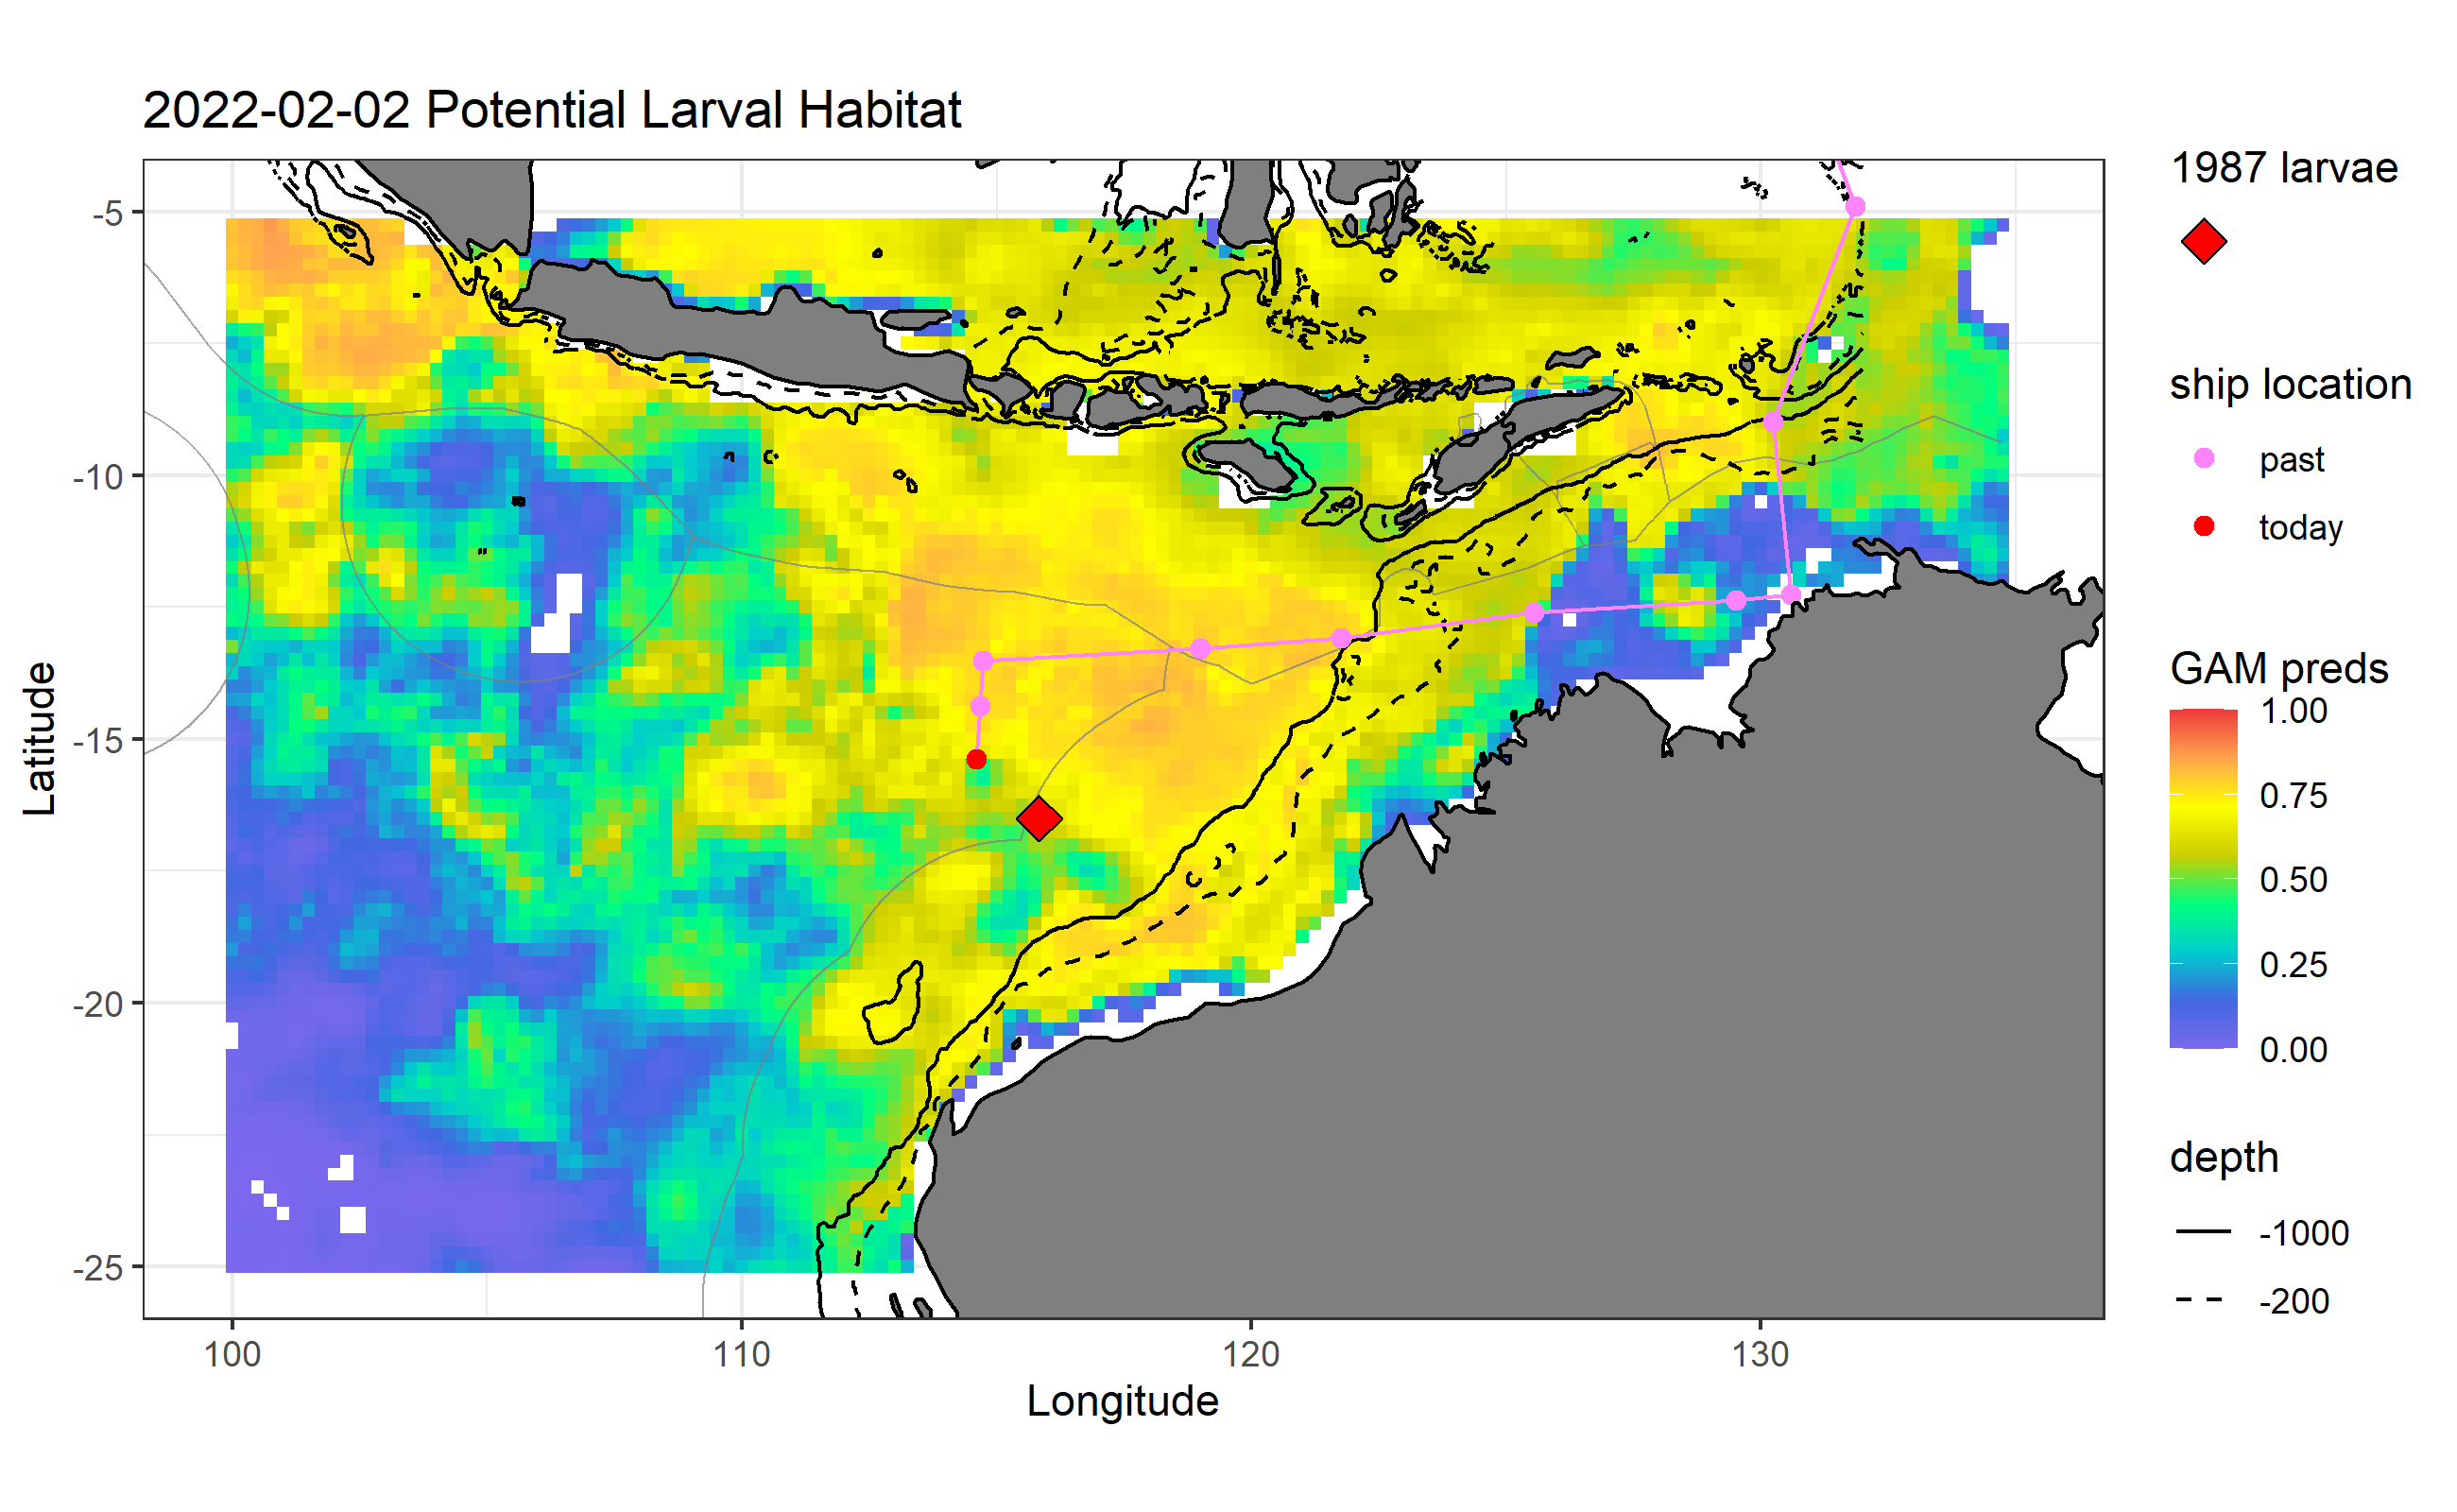 2022-02-02 Potential Larval Habitat
-5
-10
-15
-20
-25
Latitude
100
110
120
130
Longitude
1987 larvae
ship location
past
today
GAM preds
1.00
0.75
0.50
0.25
0.00
depth
-1000
-200